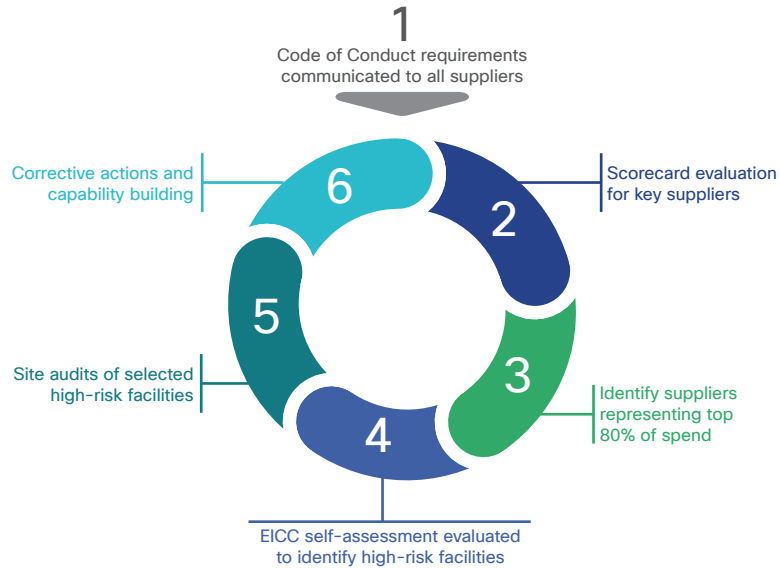 1
Code of Conduct requirements
communicated to all suppliers
2
Scorecard evaluation
for key suppliers
3
Identify suppliers
representing top
80% of spend
4
EICC self-assessment evaluated
to identify high-risk facilities
5
Site audits of selected
high-risk facilities
6
Corrective actions and
capability building